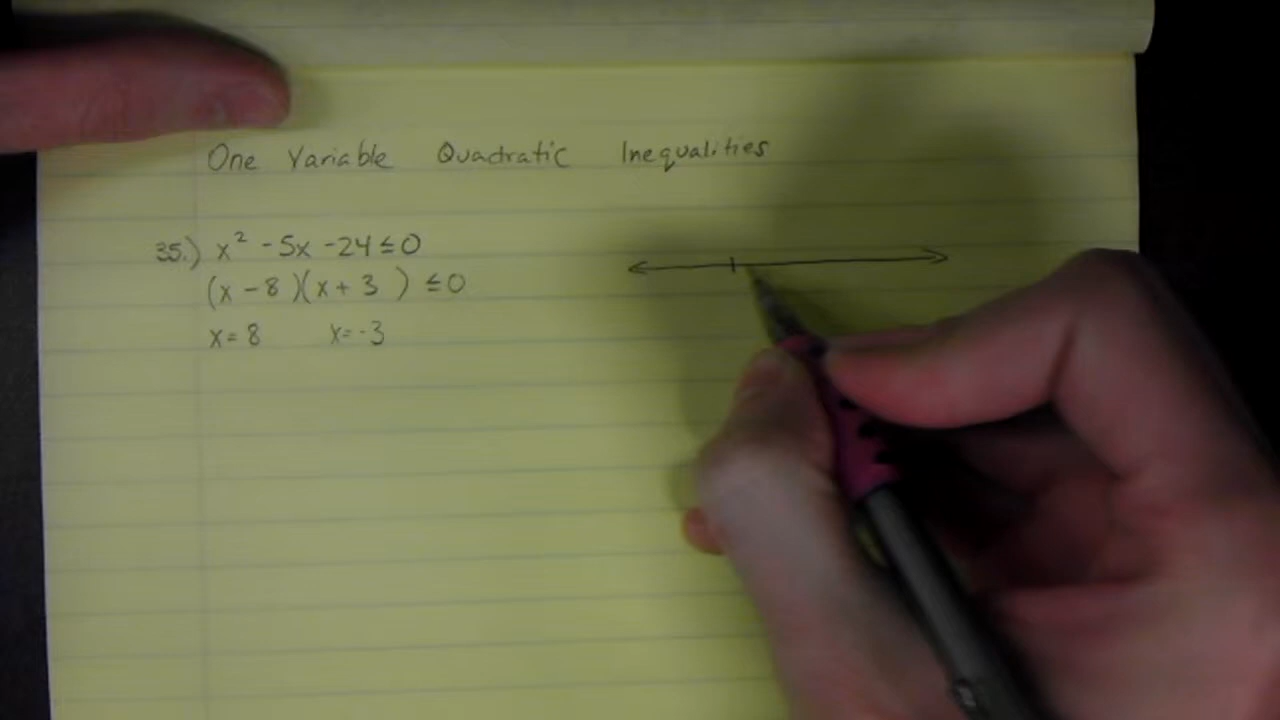 One Variable Quadratic Inequalities
35.) x² - 5x - 24 ≤ 0
(x - 8)(x + 3) ≤ 0
x = 8 x = -3